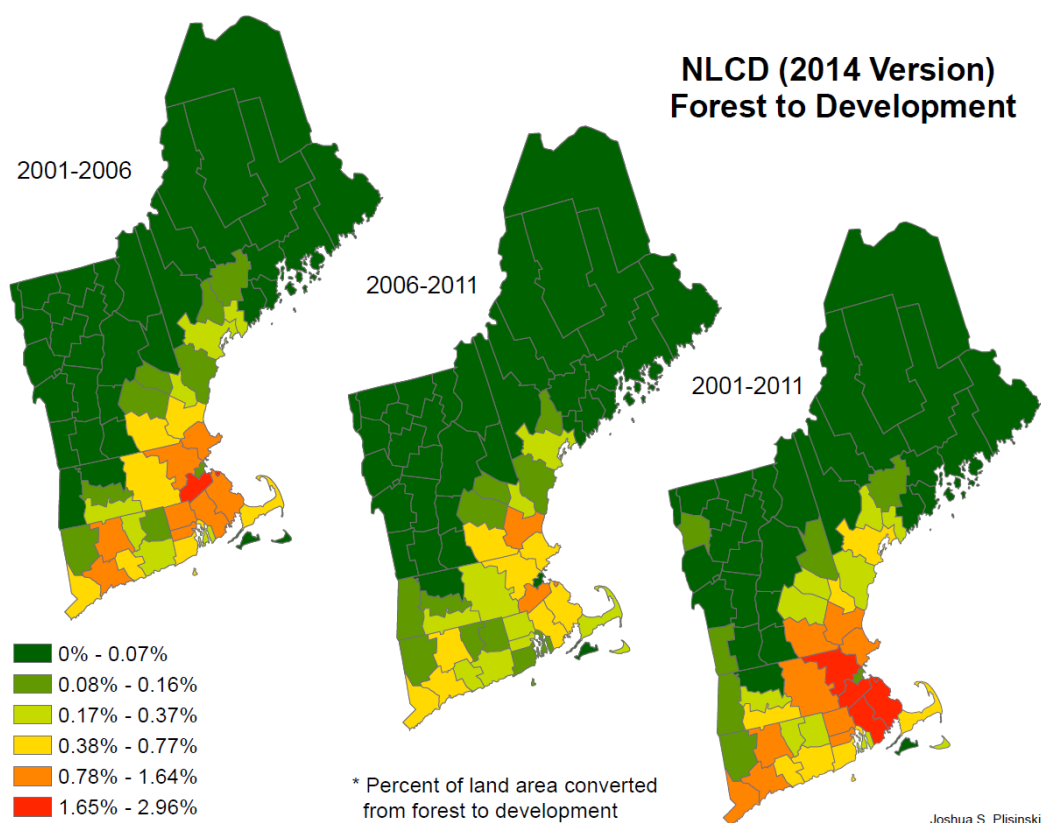 NLCD (2014 Version)
Forest to Development
2001-2006
2006-2011
2001-2011
0% - 0.07%
0.08% - 0.16%
0.17% - 0.37%
0.38% - 0.77%
0.78% - 1.64%
1.65% - 2.96%
* Percent of land area converted
from forest to development
Joshua S. Plisinski